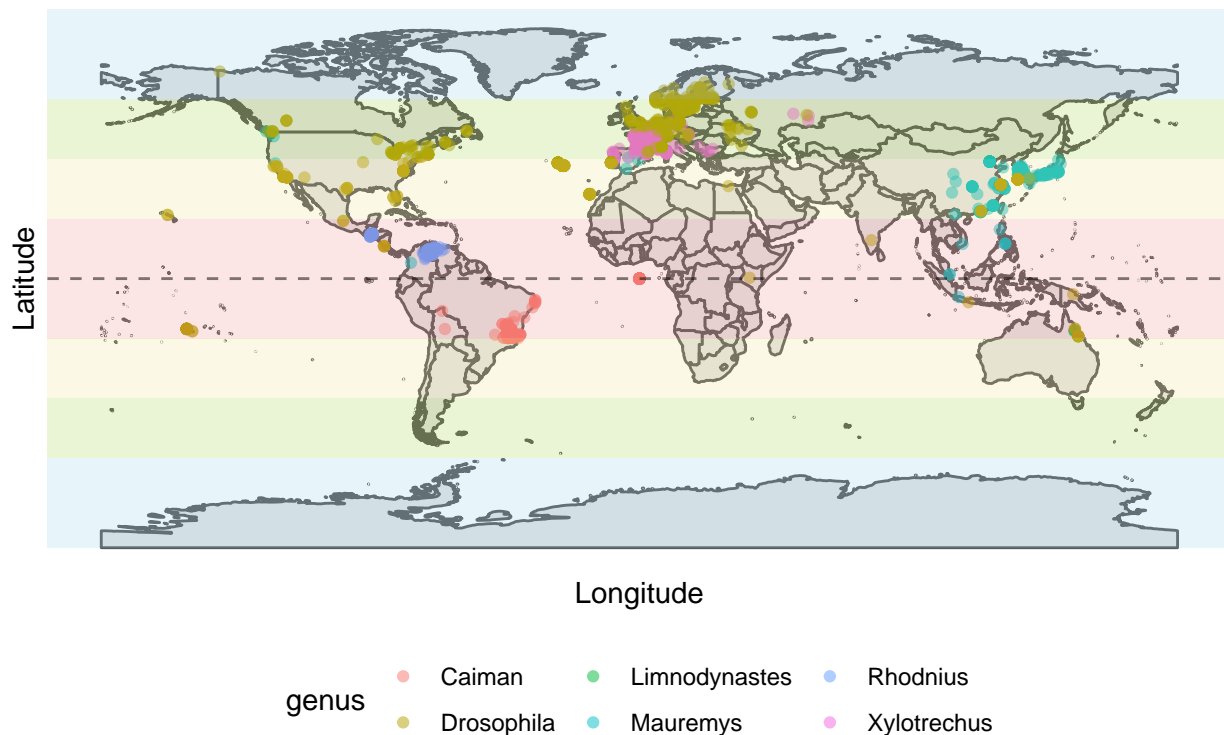 Latitude
Longitude
genus
Caiman
Limnodynastes
Rhodnius
Drosophila
Mauremys
Xylotrechus